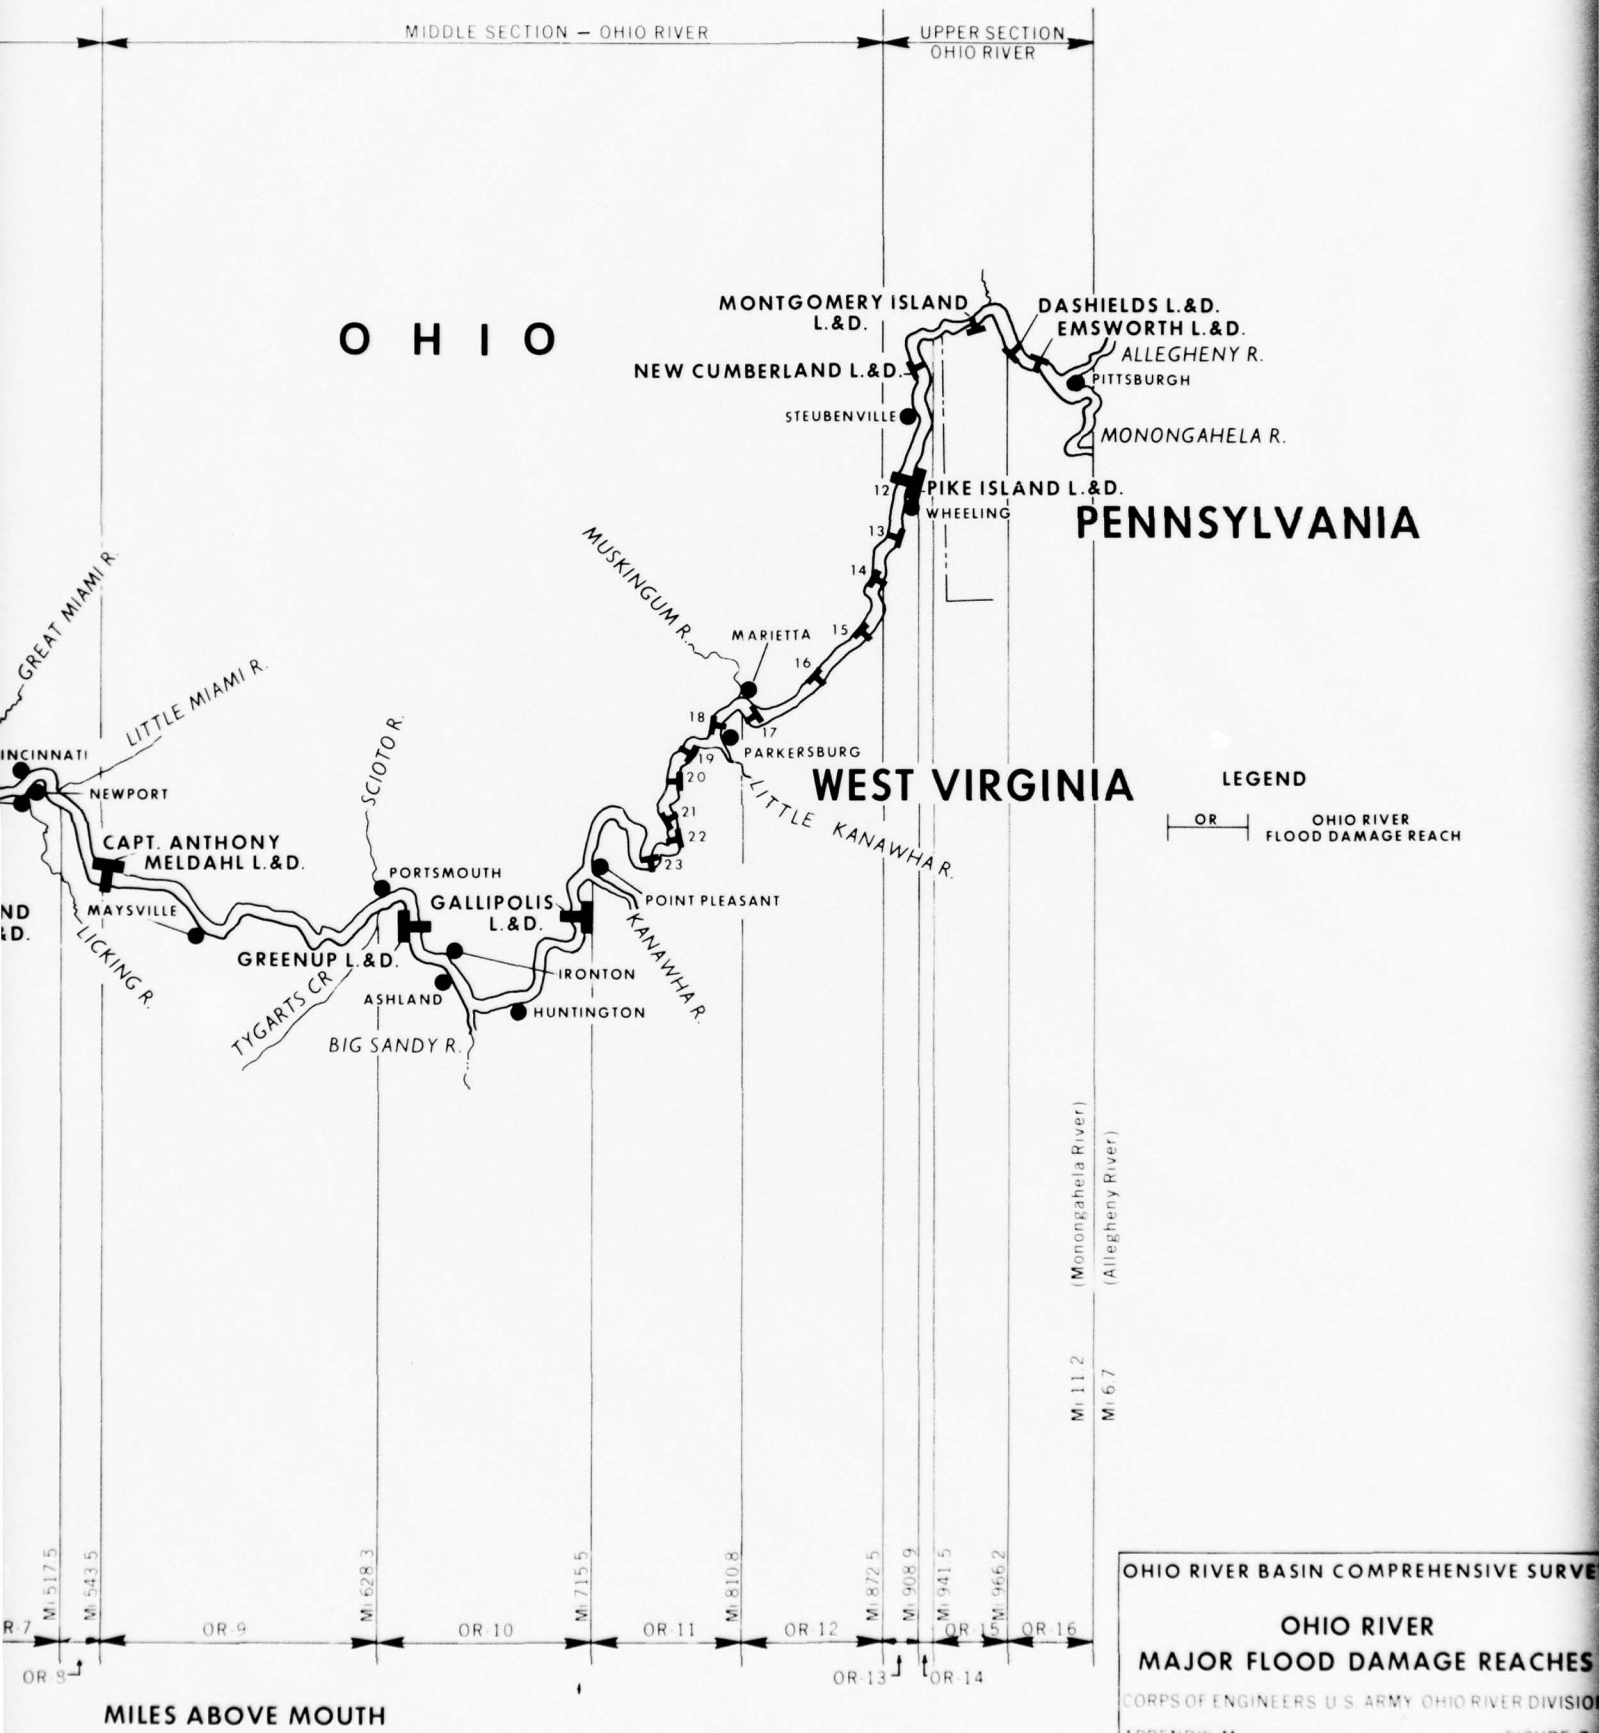 MIDDLE SECTION — OHIO RIVER
UPPER SECTION
OHIO RIVER
OHIO
MONTGOMERY ISLAND
L.&D.
DASHIELDS L.&D.
EMSWORTH L.&D.
ALLEGHENY R.
NEW CUMBERLAND L.&D.
PITTSBURGH
STEUBENVILLE
MONONGAHELA R.
12
PIKE ISLAND L.&D.
WHEELING
PENNSYLVANIA
13
MUSKINGUM R.
14
GREAT MIAMI R.
MARIETTA
15
16
LITTLE MIAMI R.
18
17
SCIOTO R.
PARKERSBURG
19
20
INCINNATI
NEWPORT
WEST VIRGINIA
LEGEND
LITTLE KANAWHA R.
21
22
23
OR
OHIO RIVER
FLOOD DAMAGE REACH
CAPT. ANTHONY
MELDAHL L.&D.
PORTSMOUTH
GALLIPOLIS
L.&D.
POINT PLEASANT
ND
&D.
MAYSVILLE
LICKING R.
KANAWHA R.
GREENUP L.&D.
IRONTON
TYGARTS CR
ASHLAND
HUNTINGTON
BIG SANDY R.
(Monongahela River)
(Allegheny River)
Mi 11.2
Mi 6.7
Mi 517.5
Mi 543.5
Mi 628.3
Mi 715.5
Mi 810.8
Mi 872.5
Mi 908.9
Mi 941.5
Mi 966.2
R-7
OR-9
OR-10
OR-11
OR-12
OR-15
OR-16
OR-8
OR-13
OR-14
MILES ABOVE MOUTH
OHIO RIVER BASIN COMPREHENSIVE SURVE
OHIO RIVER
MAJOR FLOOD DAMAGE REACHES
CORPS OF ENGINEERS U S ARMY OHIO RIVER DIVISION